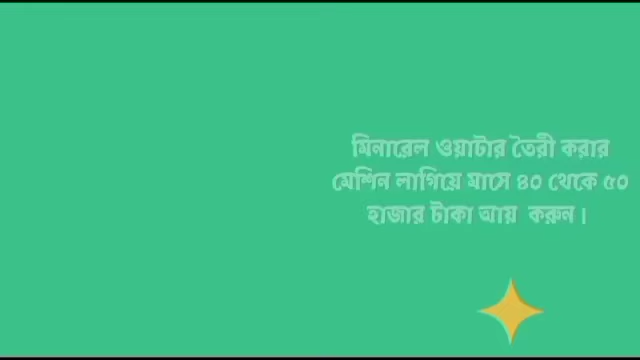 মিনারেল ওয়াটার তৈরী করার
মেশিন লাগিয়ে মাসে ৪০ থেকে ৫০
হাজার টাকা আয় করুন।